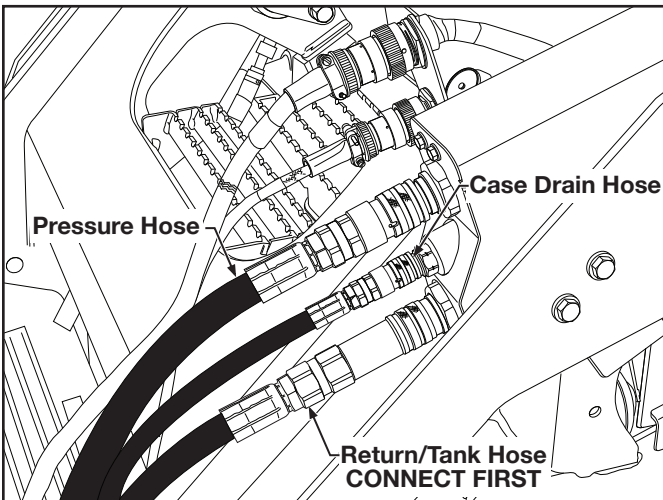 Case Drain Hose
Pressure Hose
Return/Tank Hose
CONNECT FIRST